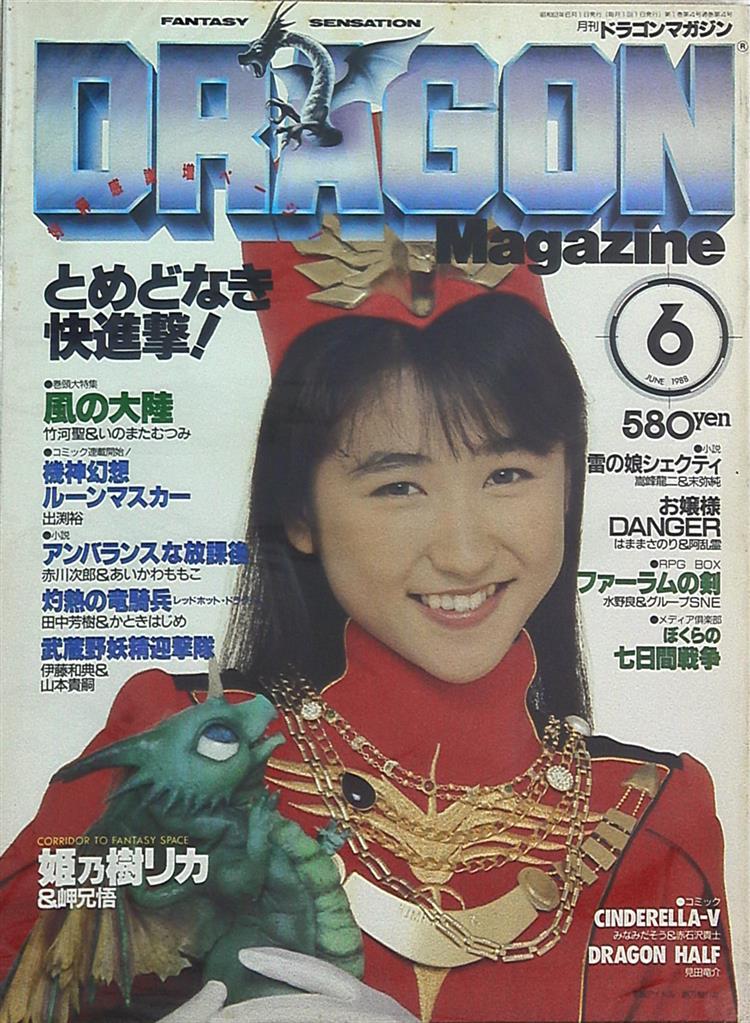 FANTASY SENSATION
月刊ドラゴンマガジン
DRAGON
®
Magazine
とめどなき
快進撃!
6
JUNE 1988
580yen
●巻頭大特集
風の大陸
竹河聖&いのまたむつみ
●コミック連載開始!
機神幻想
ルーンマスカー
出渕裕
●小説
アンバランスな放課後
赤川次郎&あいかわももこ
灼熱の竜騎兵 レッドホット・ドラ
田中芳樹&かときはじめ
武蔵野妖精迎撃隊
伊藤和典&
山本貴嗣
●小説
雷の娘シェクティ
嵩峰龍二&末弥純
お嬢様
DANGER
はままさのり&阿乱霊
●RPG BOX
ファーラムの剣
水野良&グループSNE
●メディア倶楽部
ぼくらの
七日間戦争
CORRIDOR TO FANTASY SPACE
姫乃樹リカ
&岬兄悟
●コミック
CINDERELLA-V
みなみだそう&赤石沢貴士
DRAGON HALF
見田竜介